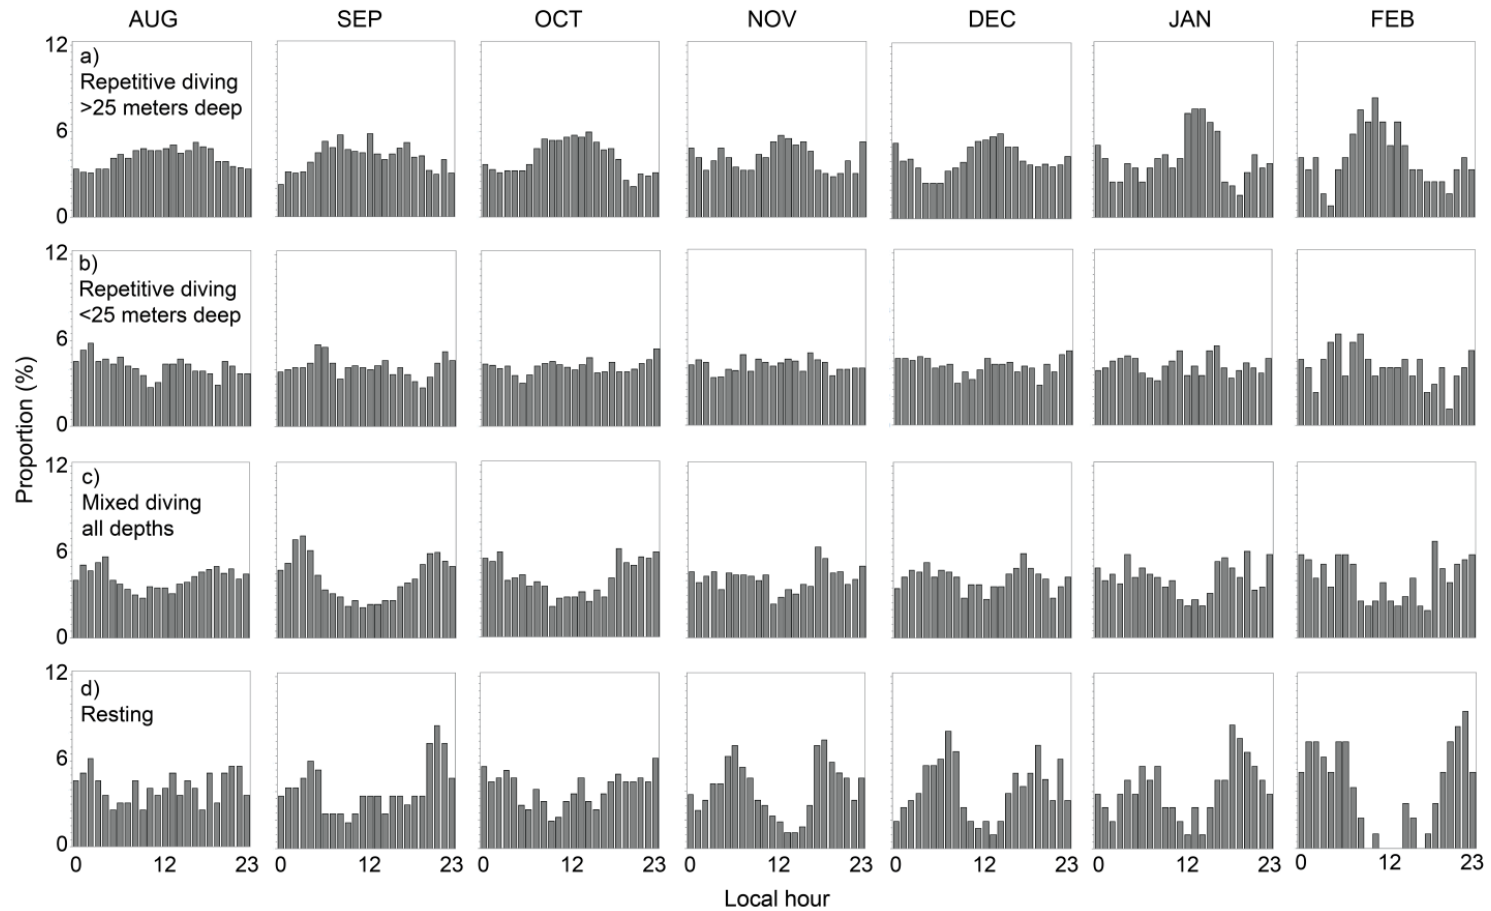 AUG SEP OCT NOV DEC JAN FEB
12
a)
Repetitive diving
>25 meters deep
6
0
12
b)
Repetitive diving
<25 meters deep
6
0
Proportion (%)
12
c)
Mixed diving
all depths
6
0
12
d)
Resting
6
0
0 12 23 0 12 23 0 12 23 0 12 23 0 12 23 0 12 23 0 12 23
Local hour